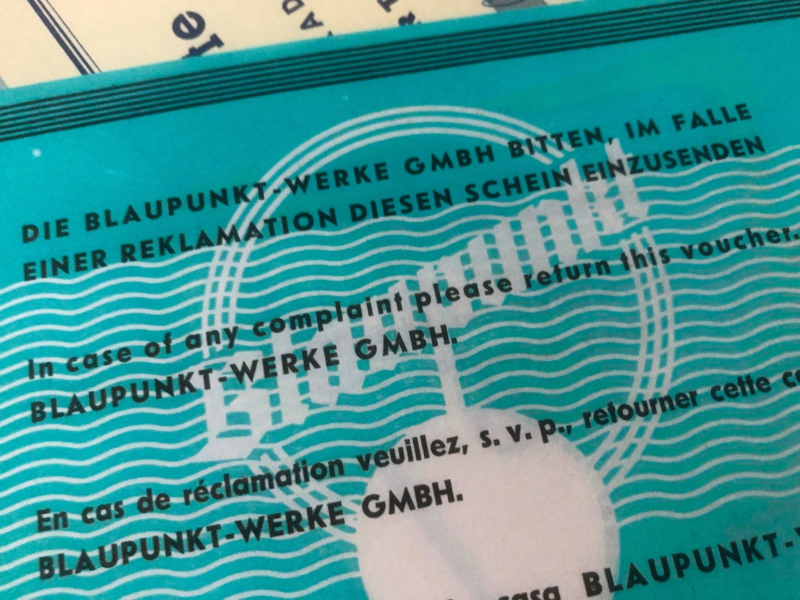 DIE BLAUPUNKT-WERKE GMBH BITTEN, IM FALLE
EINER REKLAMATION DIESEN SCHEIN EINZUSENDEN
Blaupunkt
In case of any complaint please return this voucher.
BLAUPUNKT-WERKE GMBH.
En cas de réclamation veuillez, s. v. p., retourner cette
BLAUPUNKT-WERKE GMBH.
casa BLAUPUNKT-